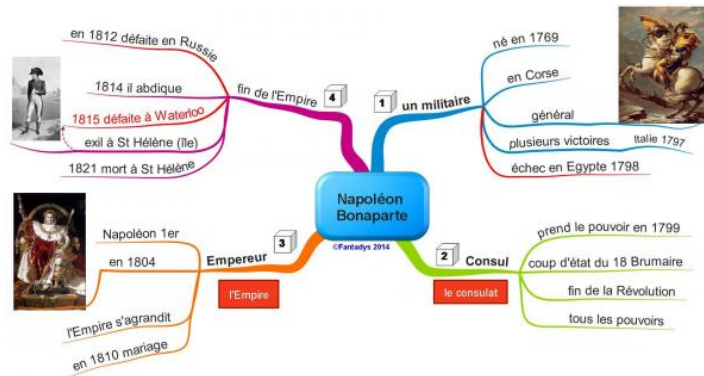 Napoléon
Bonaparte
©Fantadys 2014
1
un militaire
né en 1769
en Corse
général
plusieurs victoires
Italie 1797
échec en Egypte 1798
2
Consul
le consulat
prend le pouvoir en 1799
coup d'état du 18 Brumaire
fin de la Révolution
tous les pouvoirs
3
Empereur
l'Empire
Napoléon 1er
en 1804
l'Empire s'agrandit
en 1810 mariage
4
fin de l'Empire
en 1812 défaite en Russie
1814 il abdique
1815 défaite à Waterloo
exil à St Hélène (île)
1821 mort à St Hélène